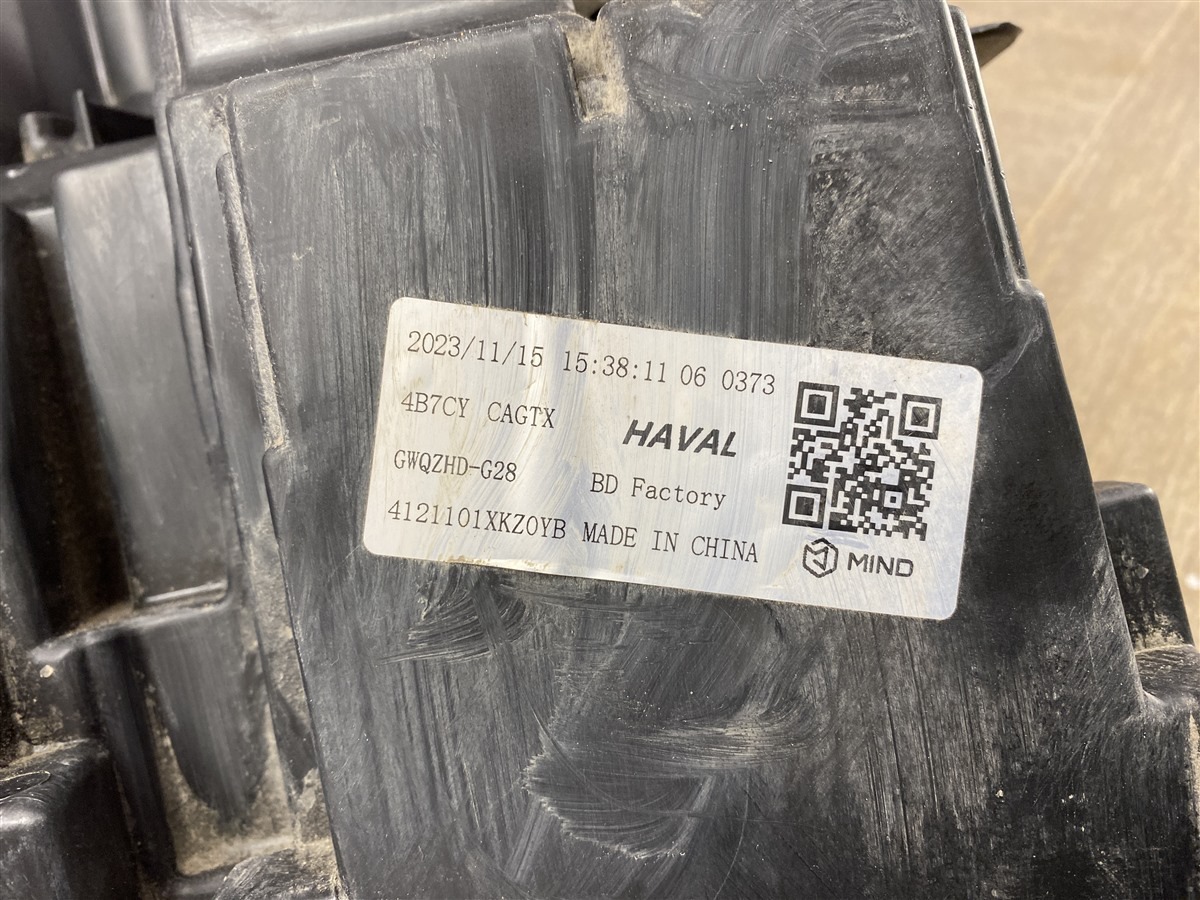 2023/11/15 15:38:11 06 0373
4B7CY CAGTX
HAVAL
GWQZHD-G28
BD Factory
4121101XKZ0YB MADE IN CHINA
MIND